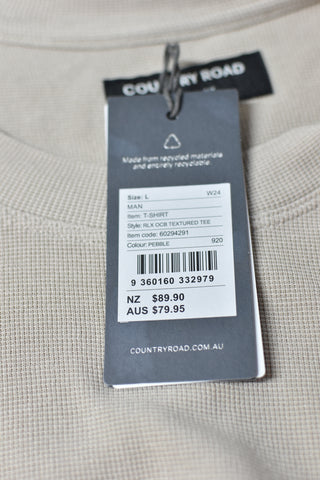 COUNTRY ROAD
Made from recycled materials
and entirely recyclable.
Size: L W24
MAN
Item: T-SHIRT
Style: RLX OCB TEXTURED TEE
Item code: 60294291
Colour: PEBBLE 920
9 360160 332979
NZ $89.90
AUS $79.95
COUNTRYROAD.COM.AU